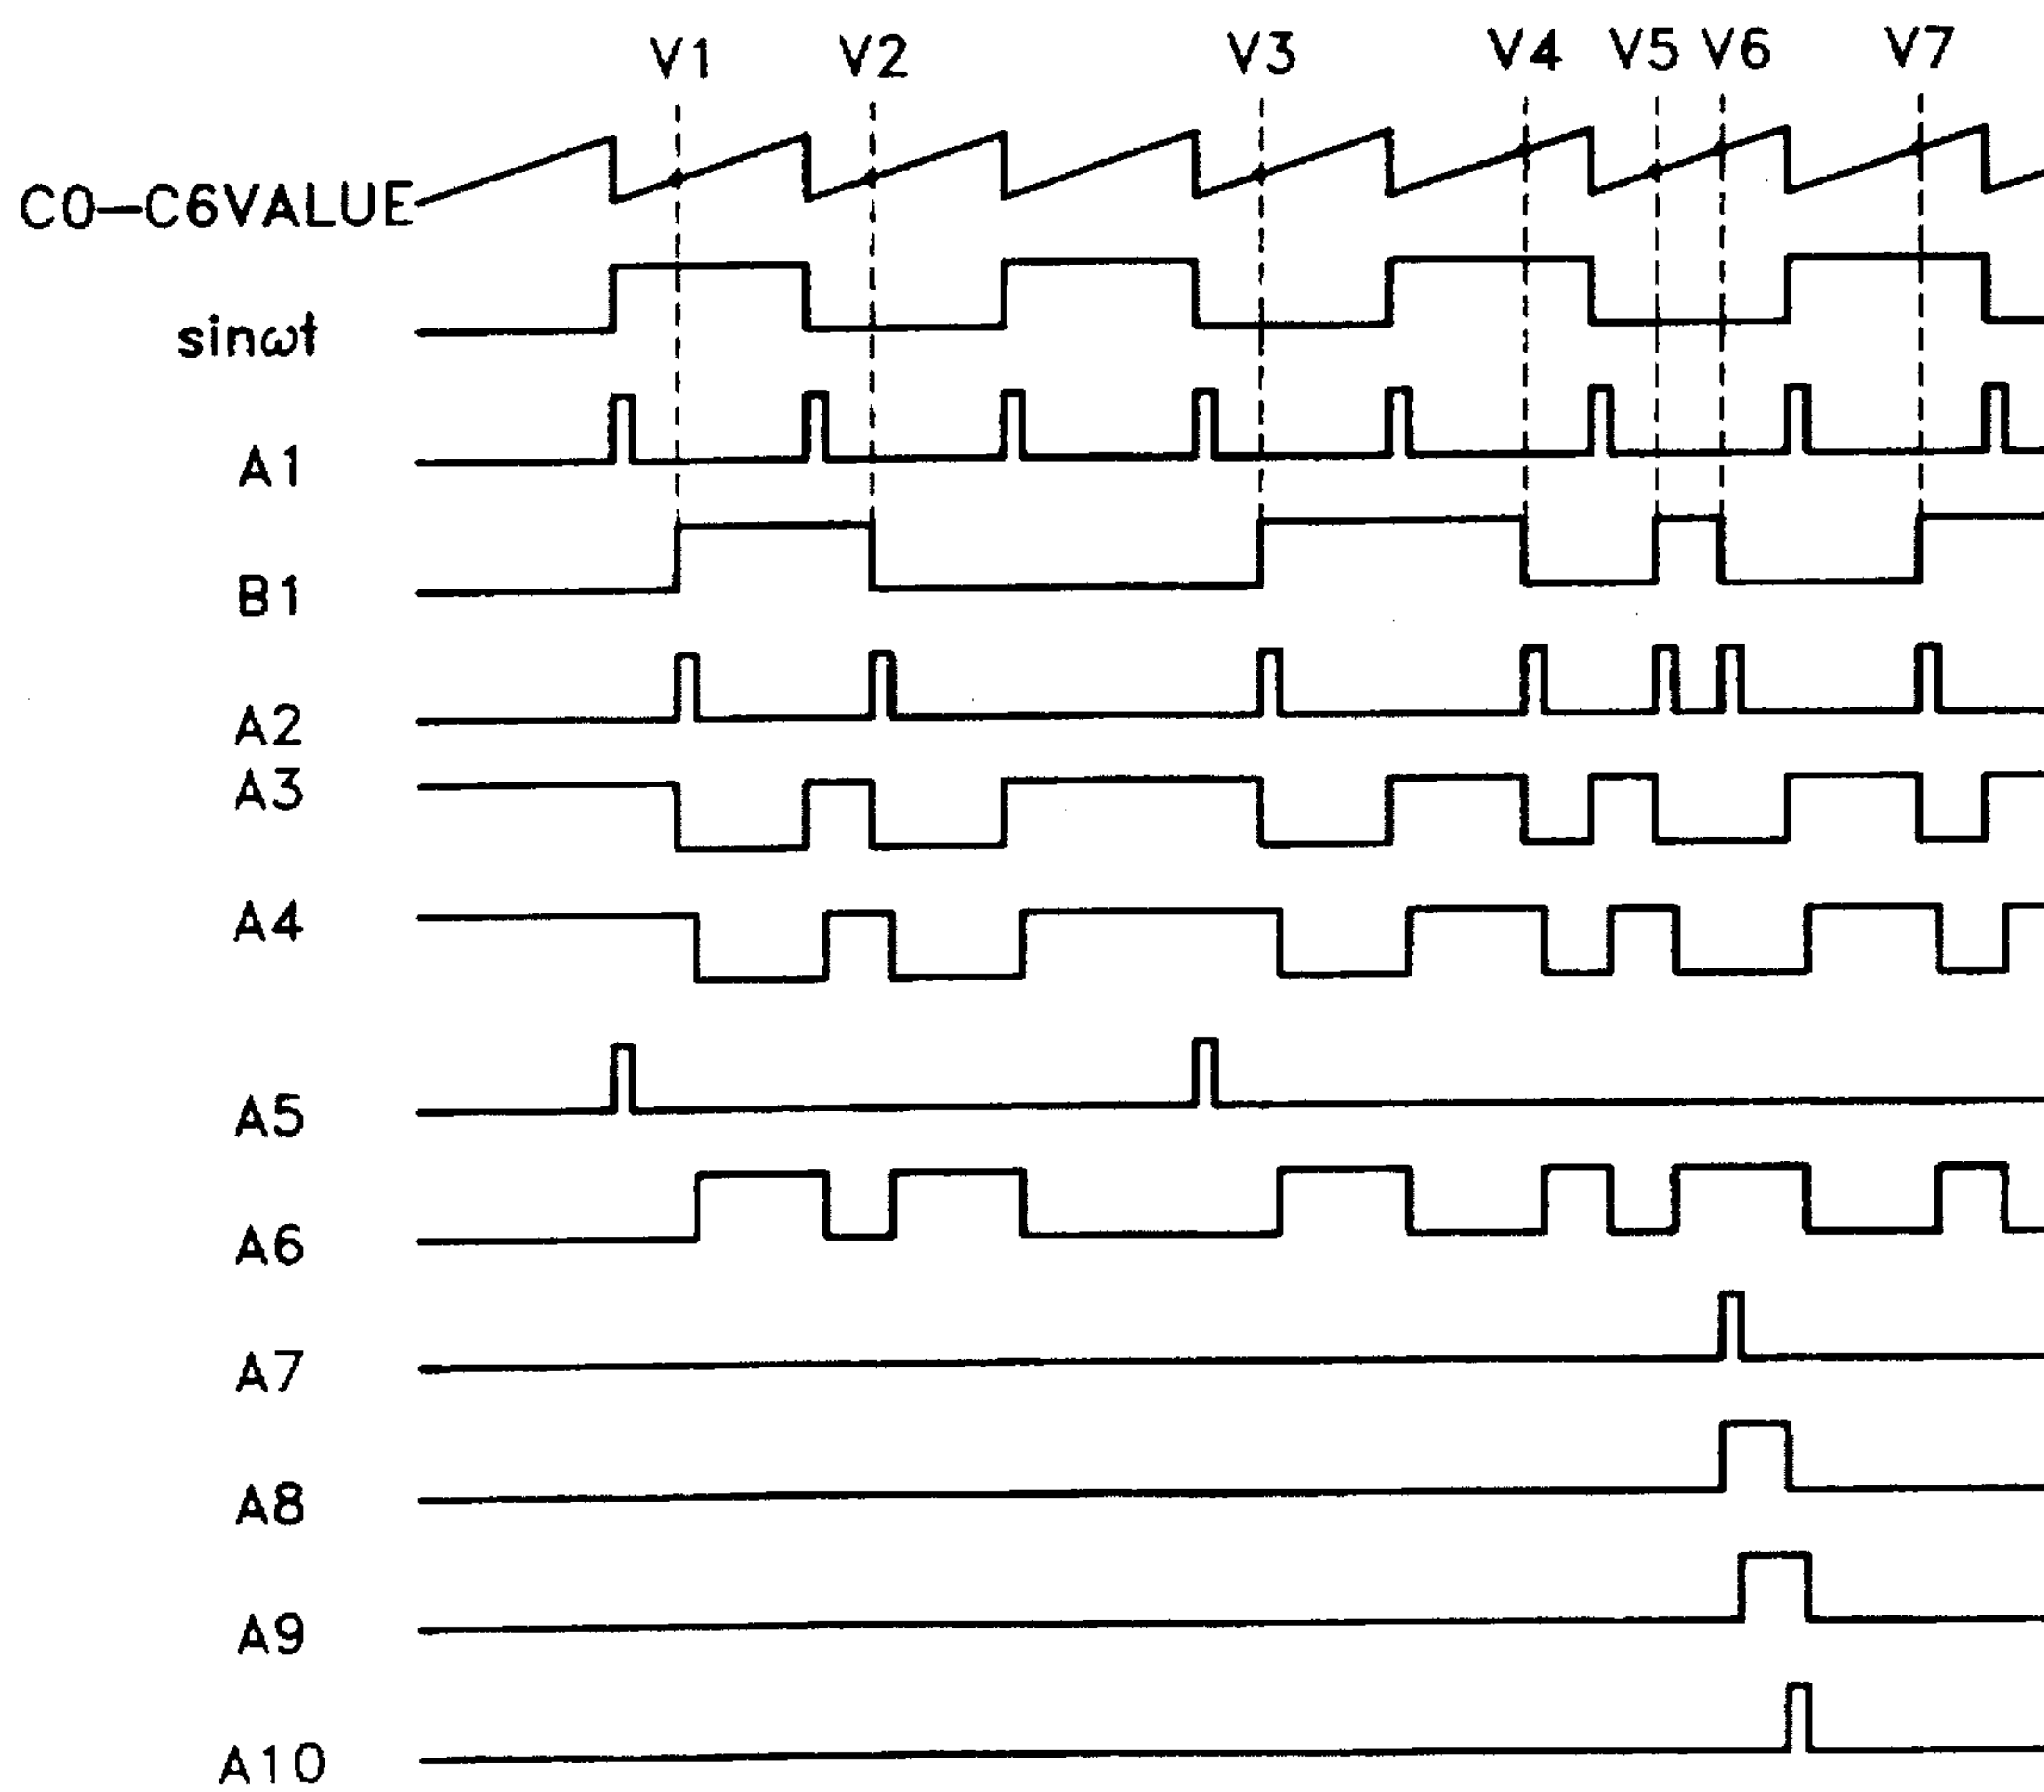 V1 V2 V3 V4 V5 V6 V7
C0-C6VALUE
sinωt
A1
B1
A2
A3
A4
A5
A6
A7
A8
A9
A10